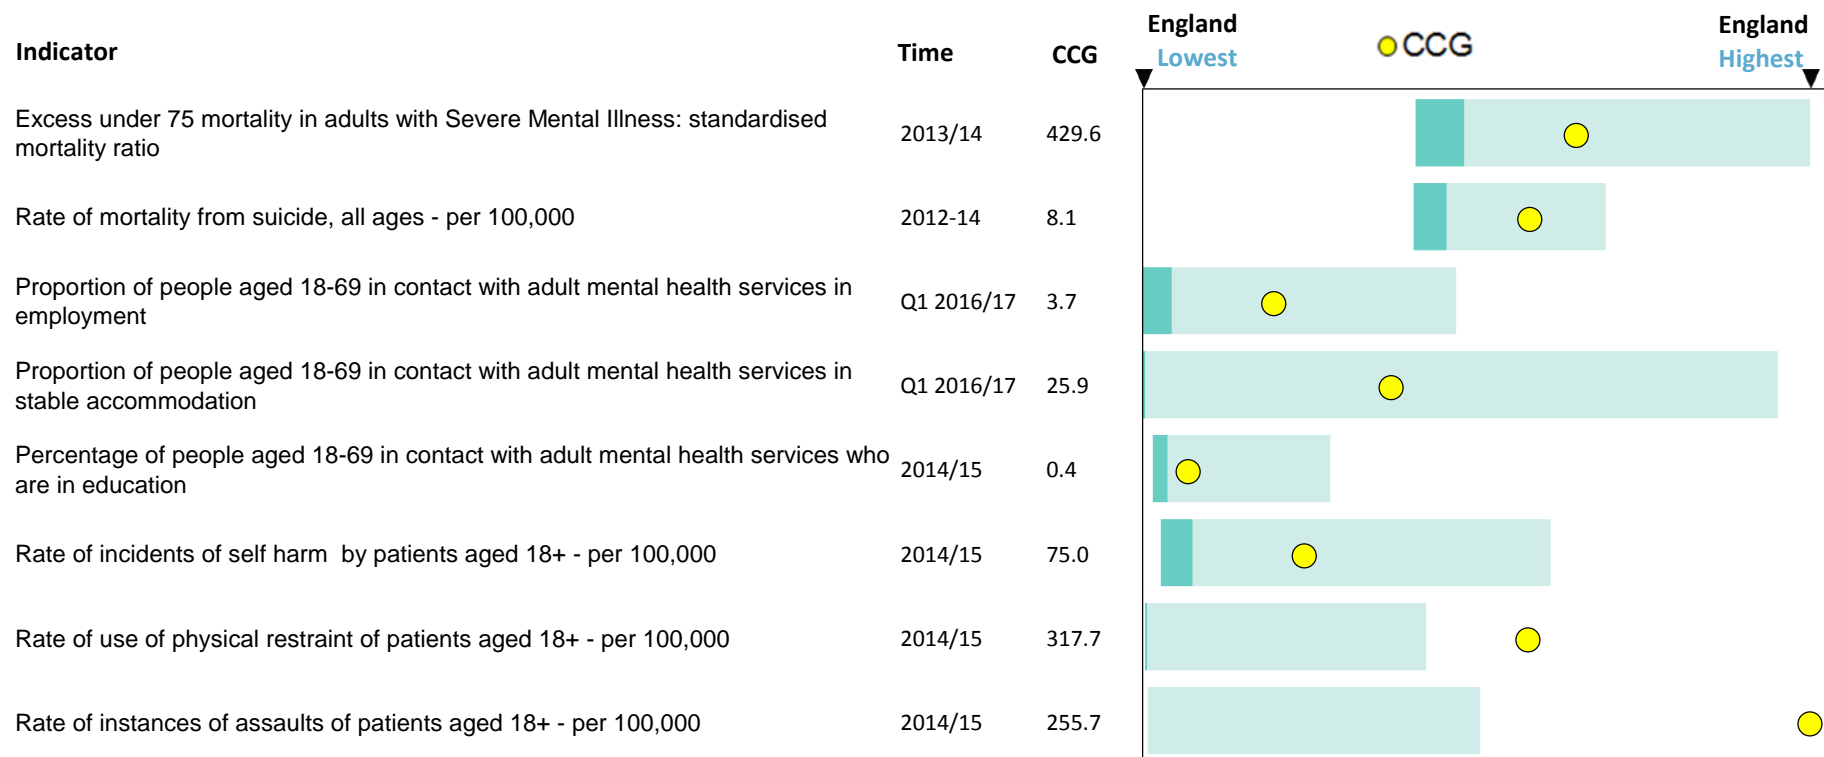 Indicator Time CCG England Lowest CCG England Highest
Excess under 75 mortality in adults with Severe Mental Illness: standardised
mortality ratio
2013/14 429.6
Rate of mortality from suicide, all ages - per 100,000 2012-14 8.1
Proportion of people aged 18-69 in contact with adult mental health services in
employment
Q1 2016/17 3.7
Proportion of people aged 18-69 in contact with adult mental health services in
stable accommodation
Q1 2016/17 25.9
Percentage of people aged 18-69 in contact with adult mental health services who
are in education
2014/15 0.4
Rate of incidents of self harm  by patients aged 18+ - per 100,000 2014/15 75.0
Rate of use of physical restraint of patients aged 18+ - per 100,000 2014/15 317.7
Rate of instances of assaults of patients aged 18+ - per 100,000 2014/15 255.7